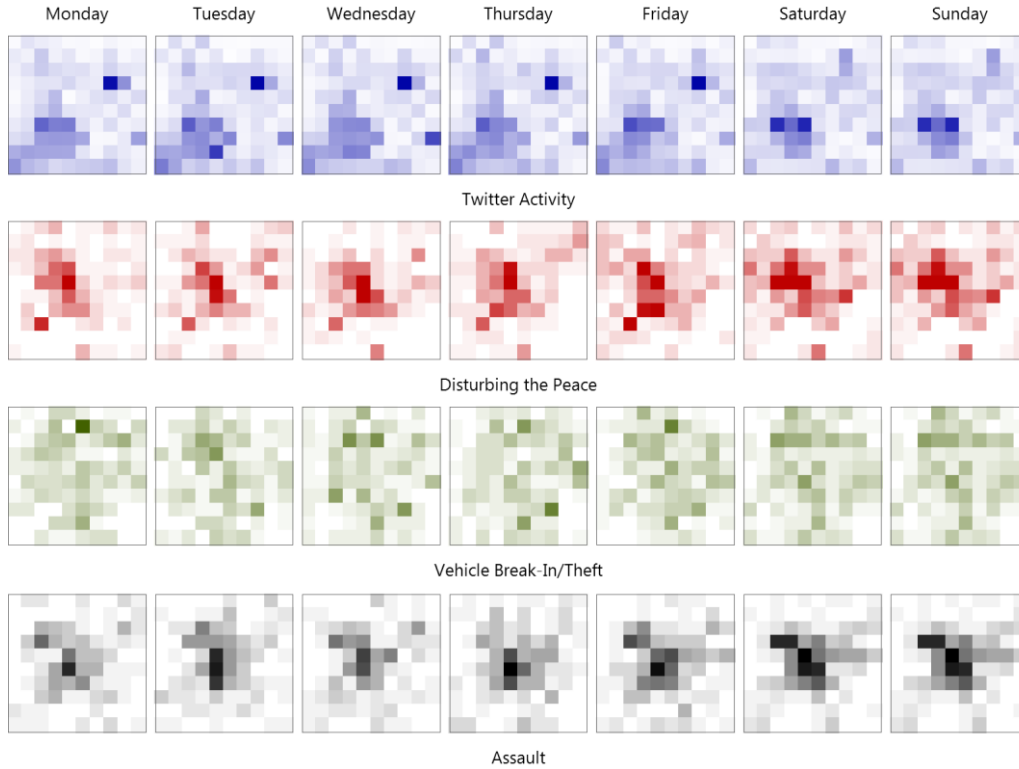 Monday Tuesday Wednesday Thursday Friday Saturday Sunday
Twitter Activity
Disturbing the Peace
Vehicle Break-In/Theft
Assault